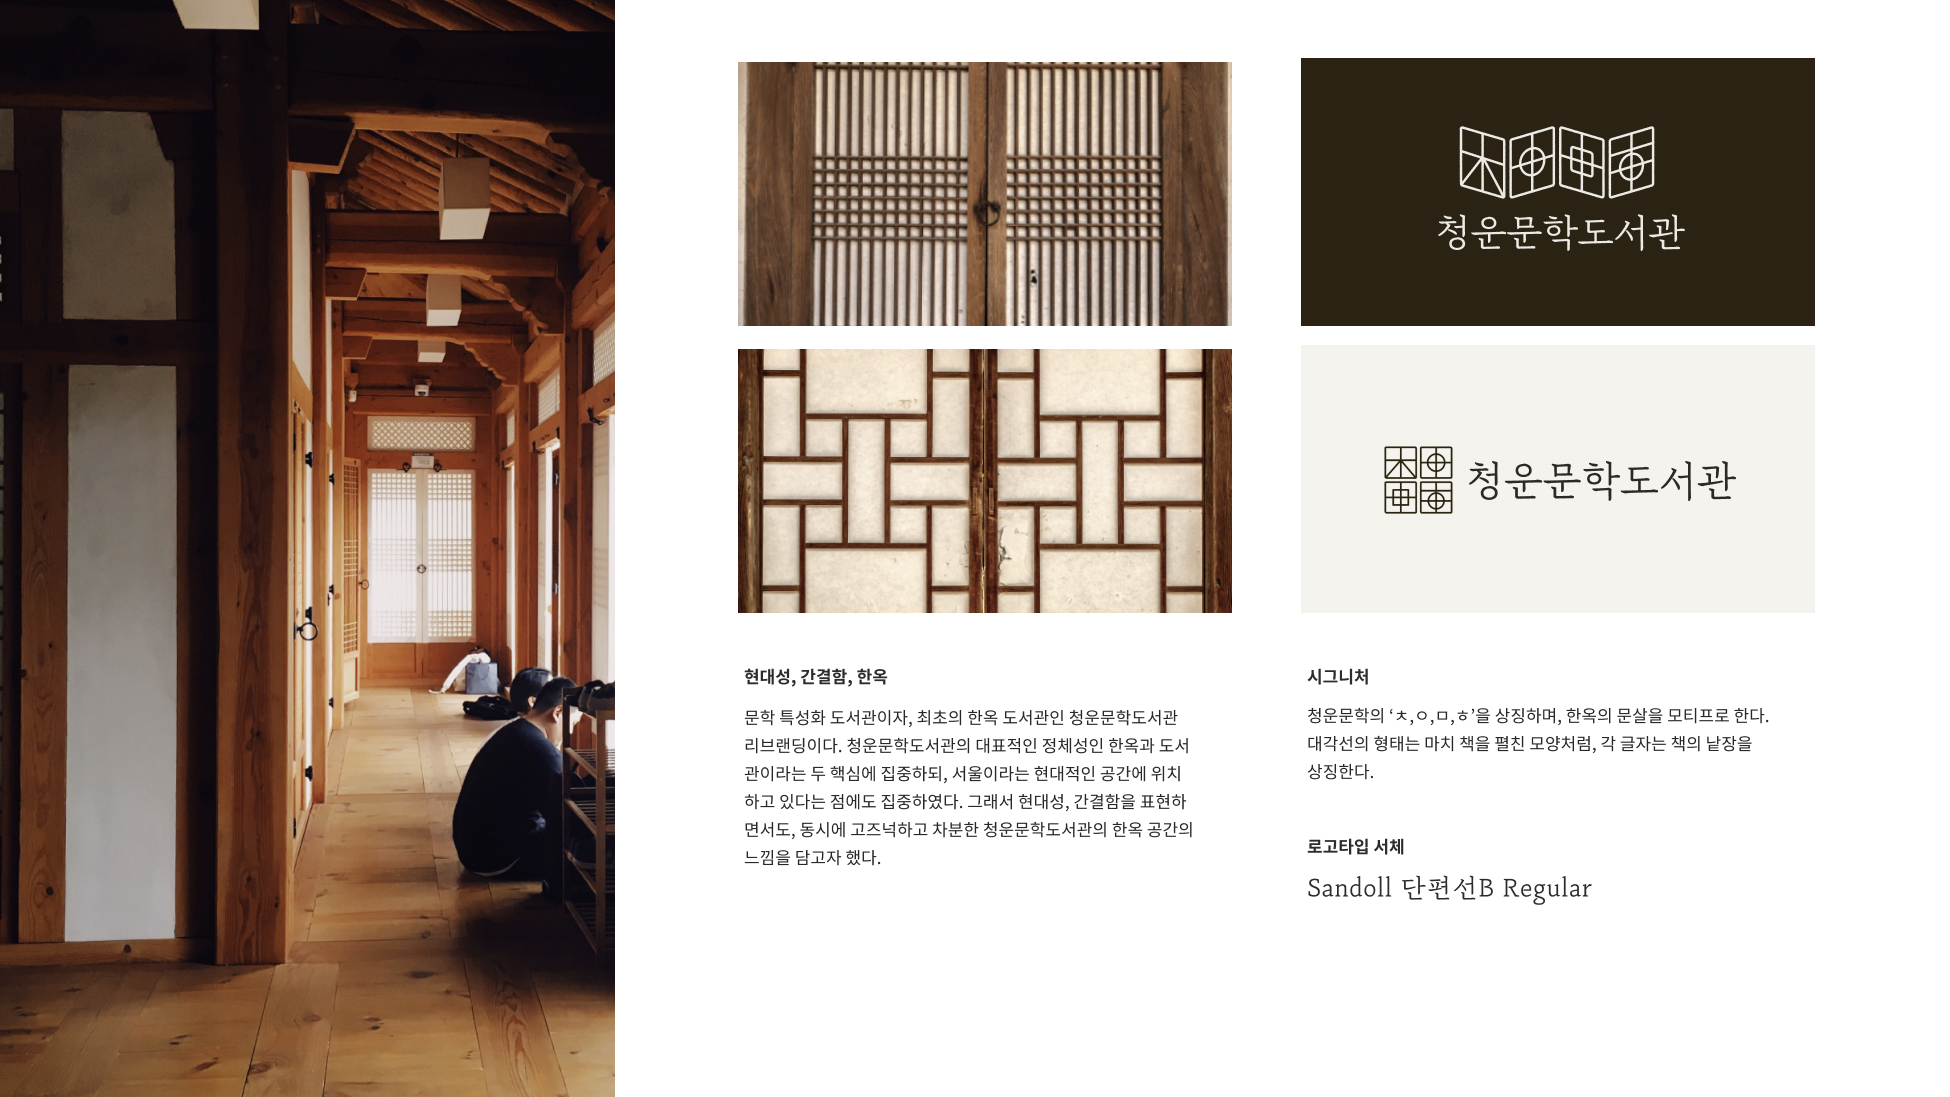 현대성, 간결함, 한옥
문학 특성화 도서관이자, 최초의 한옥 도서관인 청운문학도서관
리브랜딩이다. 청운문학도서관의 대표적인 정체성인 한옥과 도서
관이라는 두 핵심에 집중하되, 서울이라는 현대적인 공간에 위치
하고 있다는 점에도 집중하였다. 그래서 현대성, 간결함을 표현하
면서도, 동시에 고즈넉하고 차분한 청운문학도서관의 한옥 공간의
느낌을 담고자 했다.
청운문학도서관
청운문학도서관
시그니처
청운문학의 ‘ㅊ,ㅇ,ㅁ,ㅎ’을 상징하며, 한옥의 문살을 모티프로 한다.
대각선의 형태는 마치 책을 펼친 모양처럼, 각 글자는 책의 낱장을
상징한다.
로고타입 서체
Sandoll 단편선B Regular